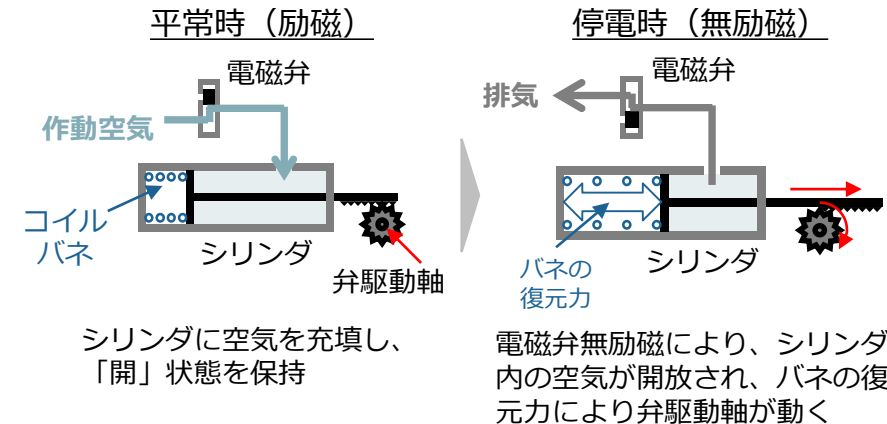 平常時（励磁）
電磁弁
作動空気
コイル
バネ
シリンダ
弁駆動軸
シリンダに空気を充填し、
「開」状態を保持
停電時（無励磁）
電磁弁
排気
バネの
復元力
シリンダ
電磁弁無励磁により、シリンダ
内の空気が開放され、バネの復
元力により弁駆動軸が動く